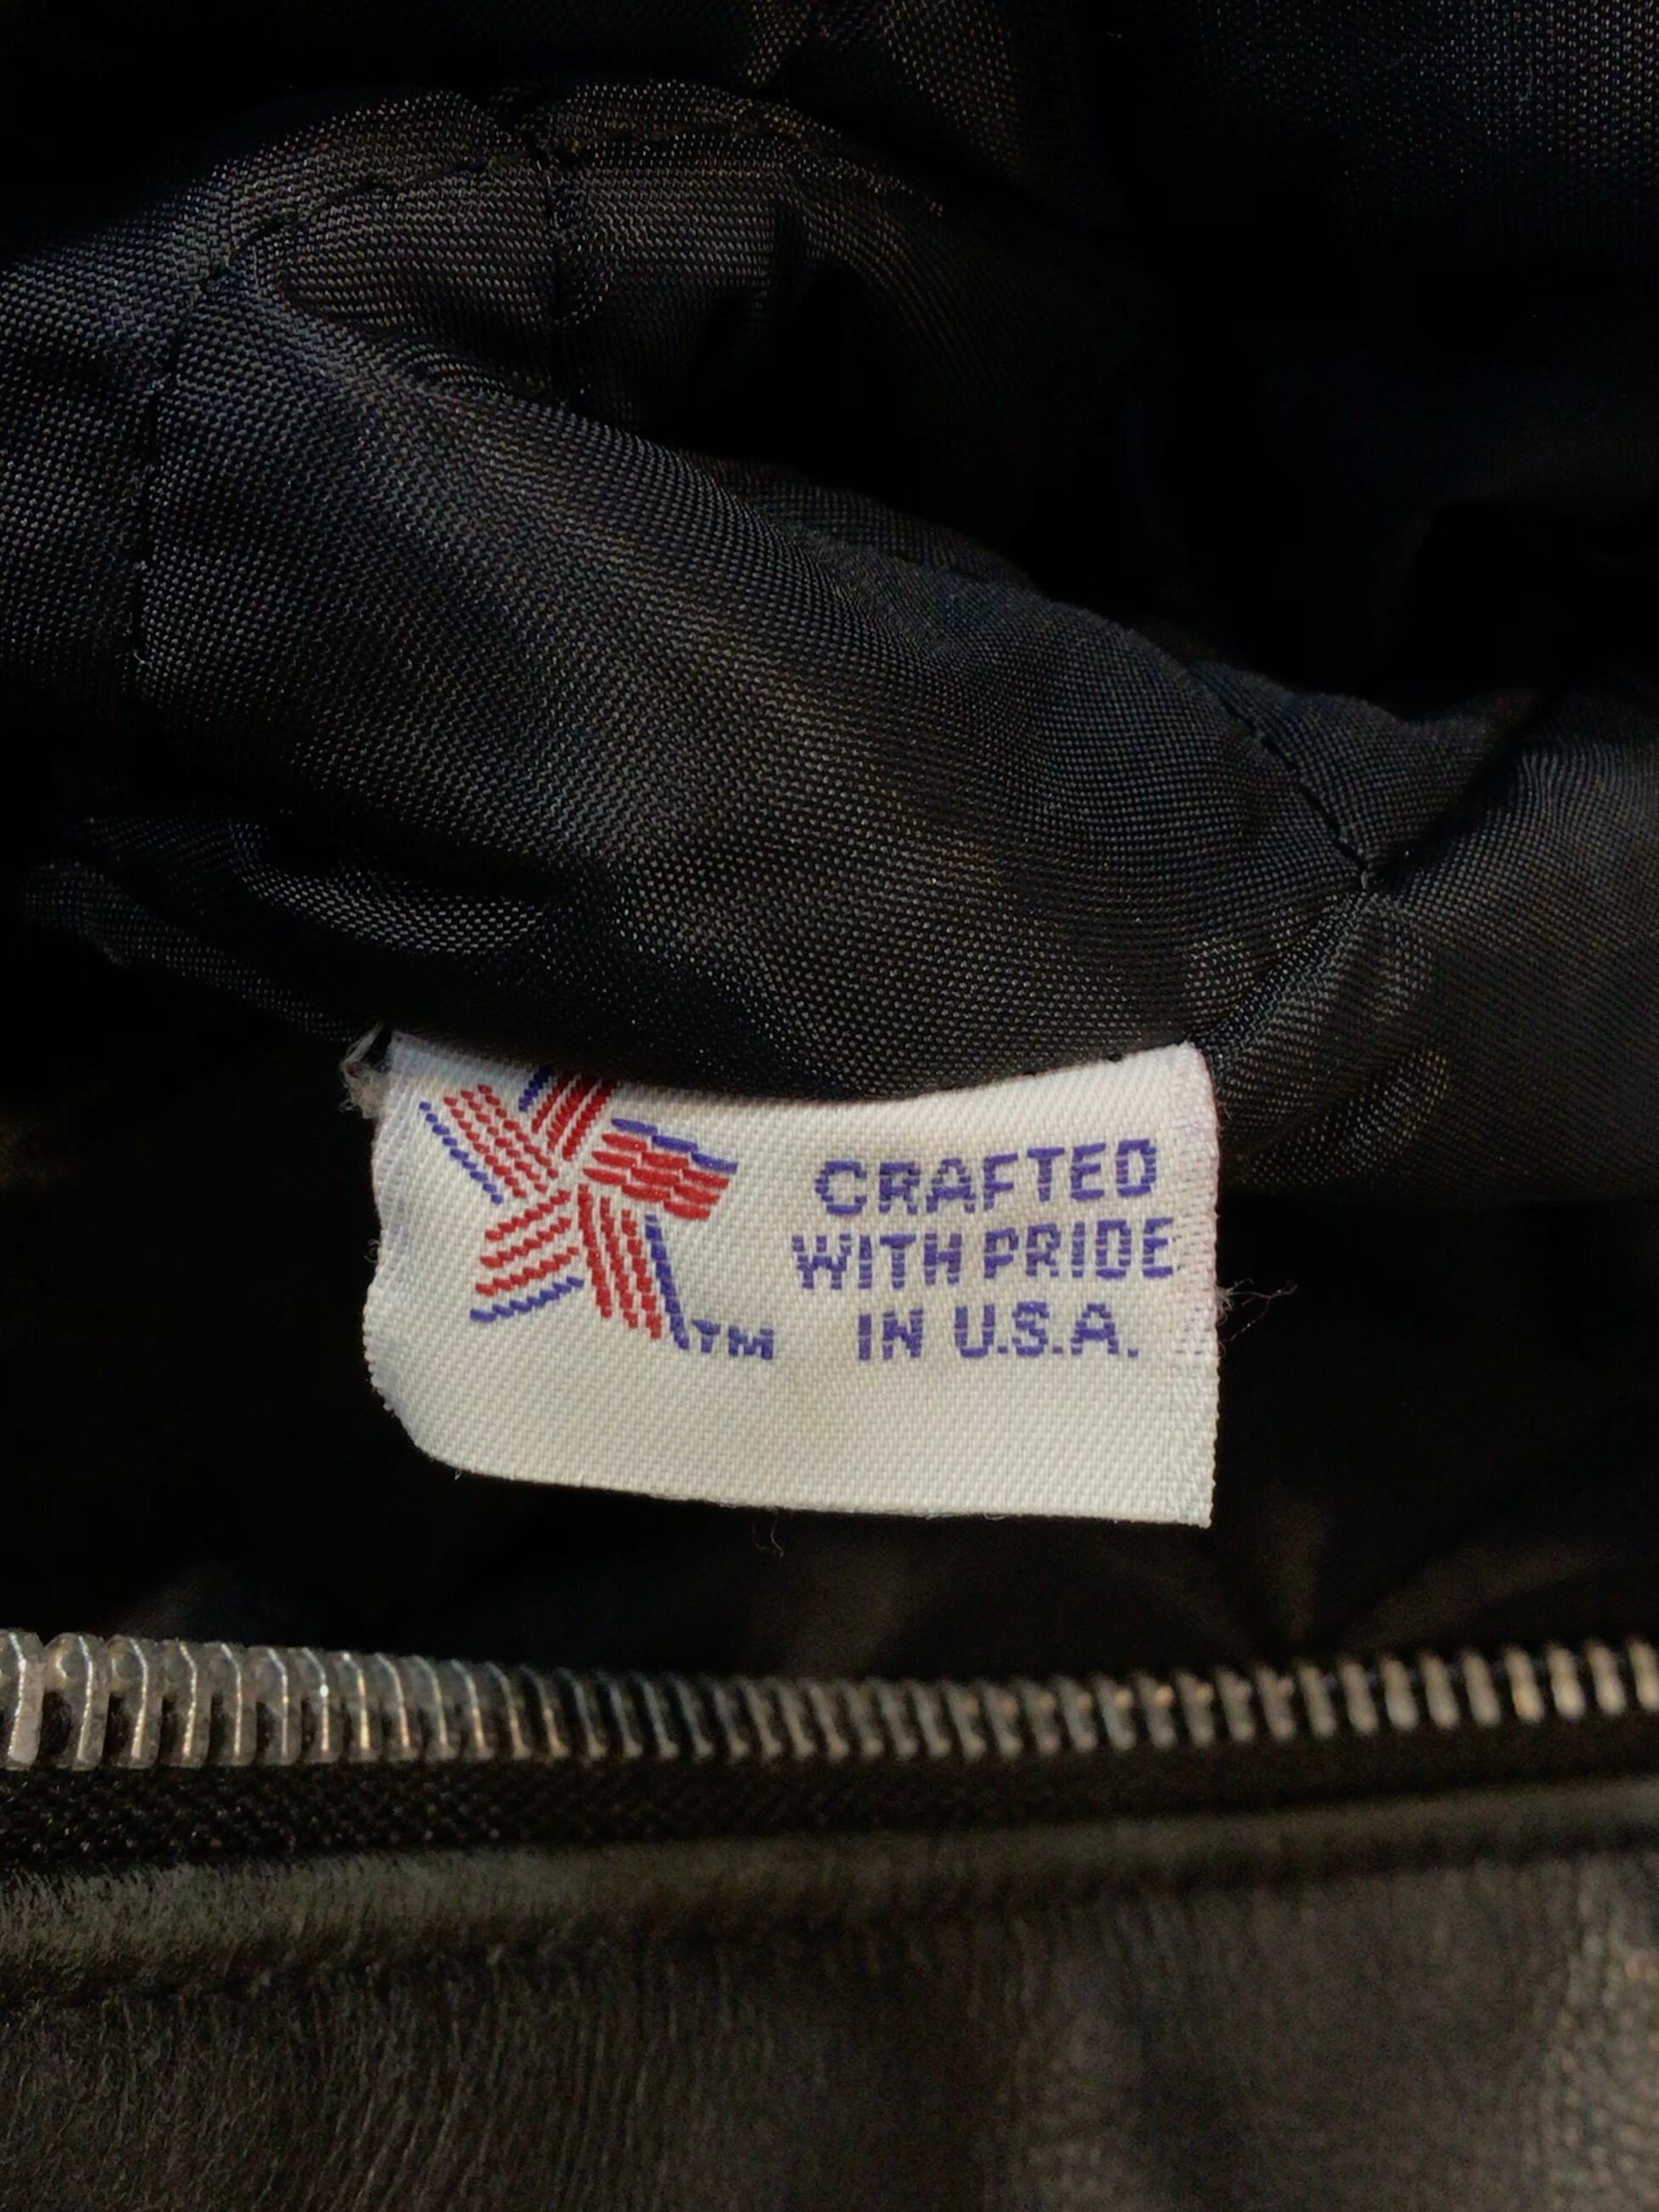 CRAFTED
WITH PRIDE
IN U.S.A.
TM